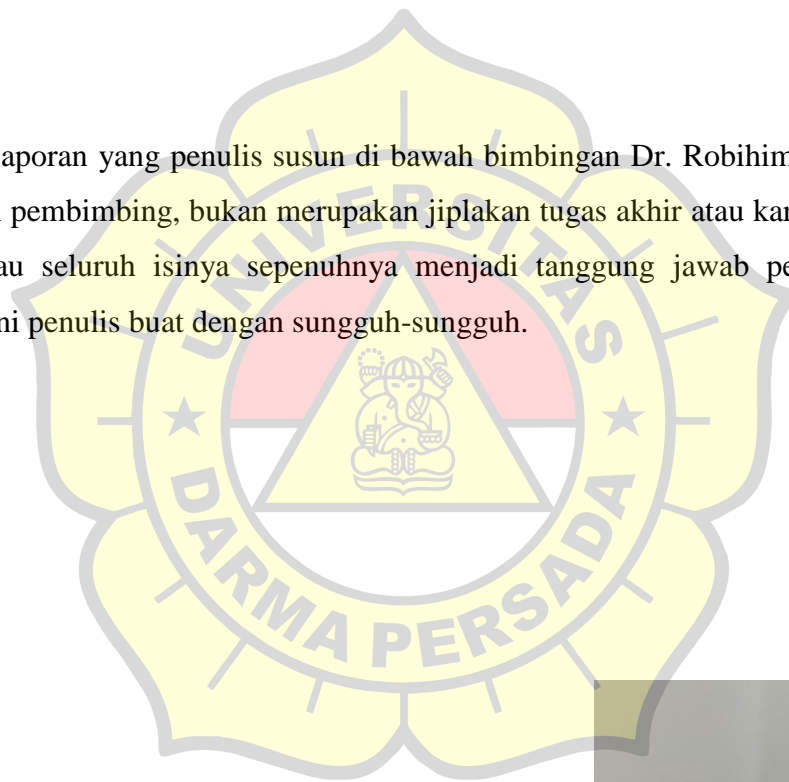 aporan yang penulis susun di bawah bimbingan Dr. Robihim
pembimbing, bukan merupakan jiplakan tugas akhir atau kar
au seluruh isinya sepenuhnya menjadi tanggung jawab pe
ni penulis buat dengan sungguh-sungguh.
UNIVERSITAS
DARMA PERSADA